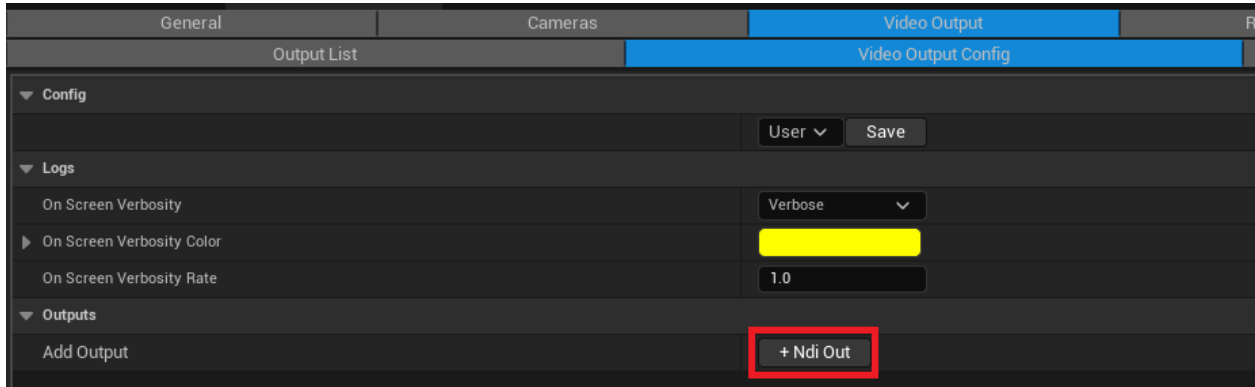 General Cameras Video Output R
Output List Video Output Config
Config
User Save
Logs
On Screen Verbosity Verbose
On Screen Verbosity Color
On Screen Verbosity Rate 1.0
Outputs
Add Output + Ndi Out